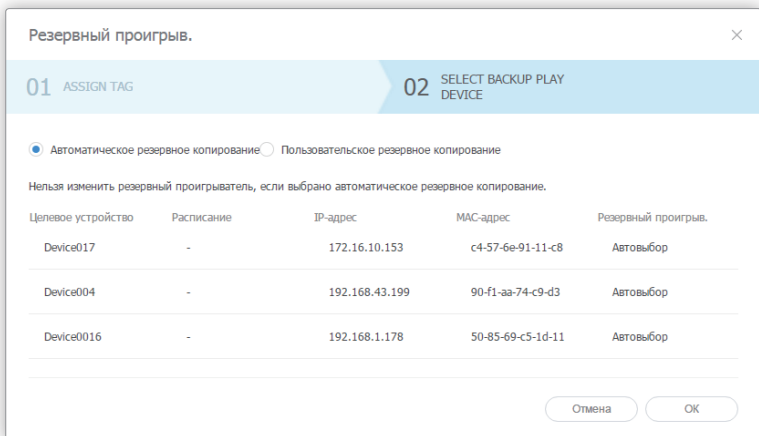 Резервный проигрыв.
01 ASSIGN TAG
02 SELECT BACKUP PLAY
DEVICE
Автоматическое резервное копирование Пользовательское резервное копирование
Нельзя изменить резервный проигрыватель, если выбрано автоматическое резервное копирование.
Целевое устройство Расписание IP-адрес MAC-адрес Резервный проигрыв.
Device017 - 172.16.10.153 c4-57-6e-91-11-c8 Автовыбор
Device004 - 192.168.43.199 90-f1-aa-74-c9-d3 Автовыбор
Device0016 - 192.168.1.178 50-85-69-c5-1d-11 Автовыбор
Отмена ОК